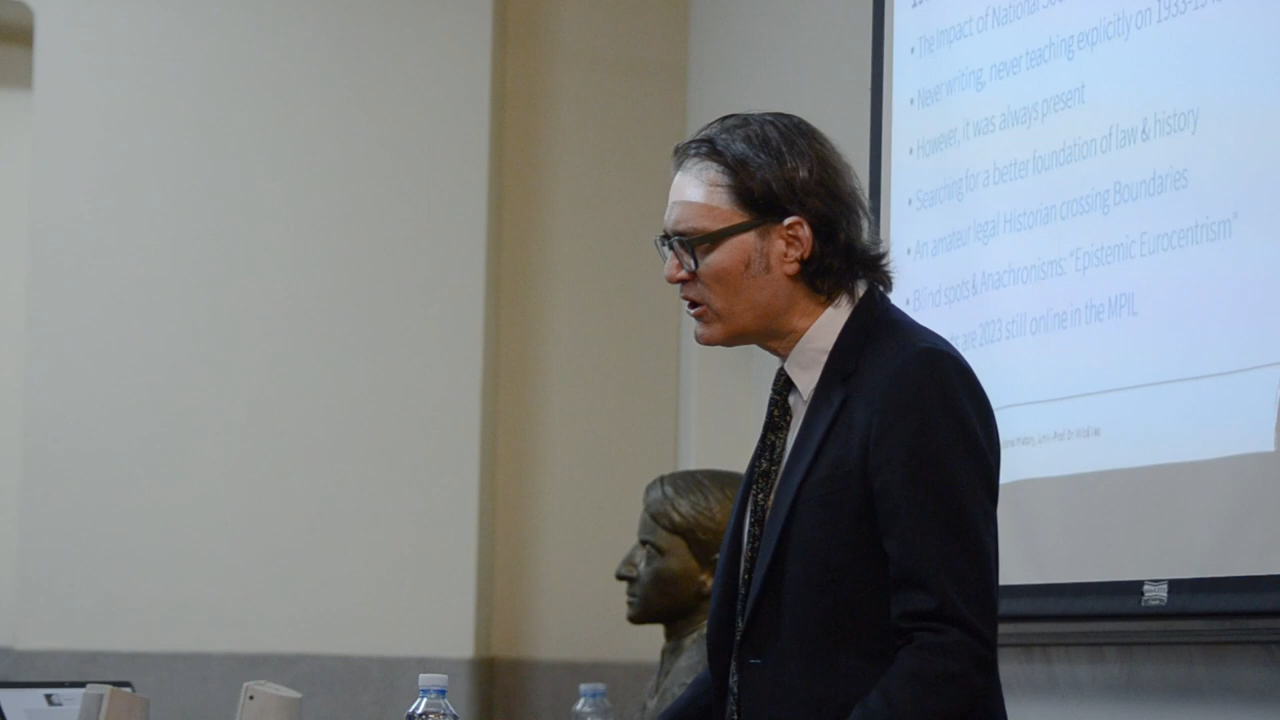 • The Impact of National
• Never writing, never teaching explicitly on 1933-
• However, it was always present
• Searching for a better foundation of law & history
• An amateur legal Historian crossing Boundaries
• Blind spots & Anachronisms: "Epistemic Eurocentrism"
are 2023 still online in the MPIL